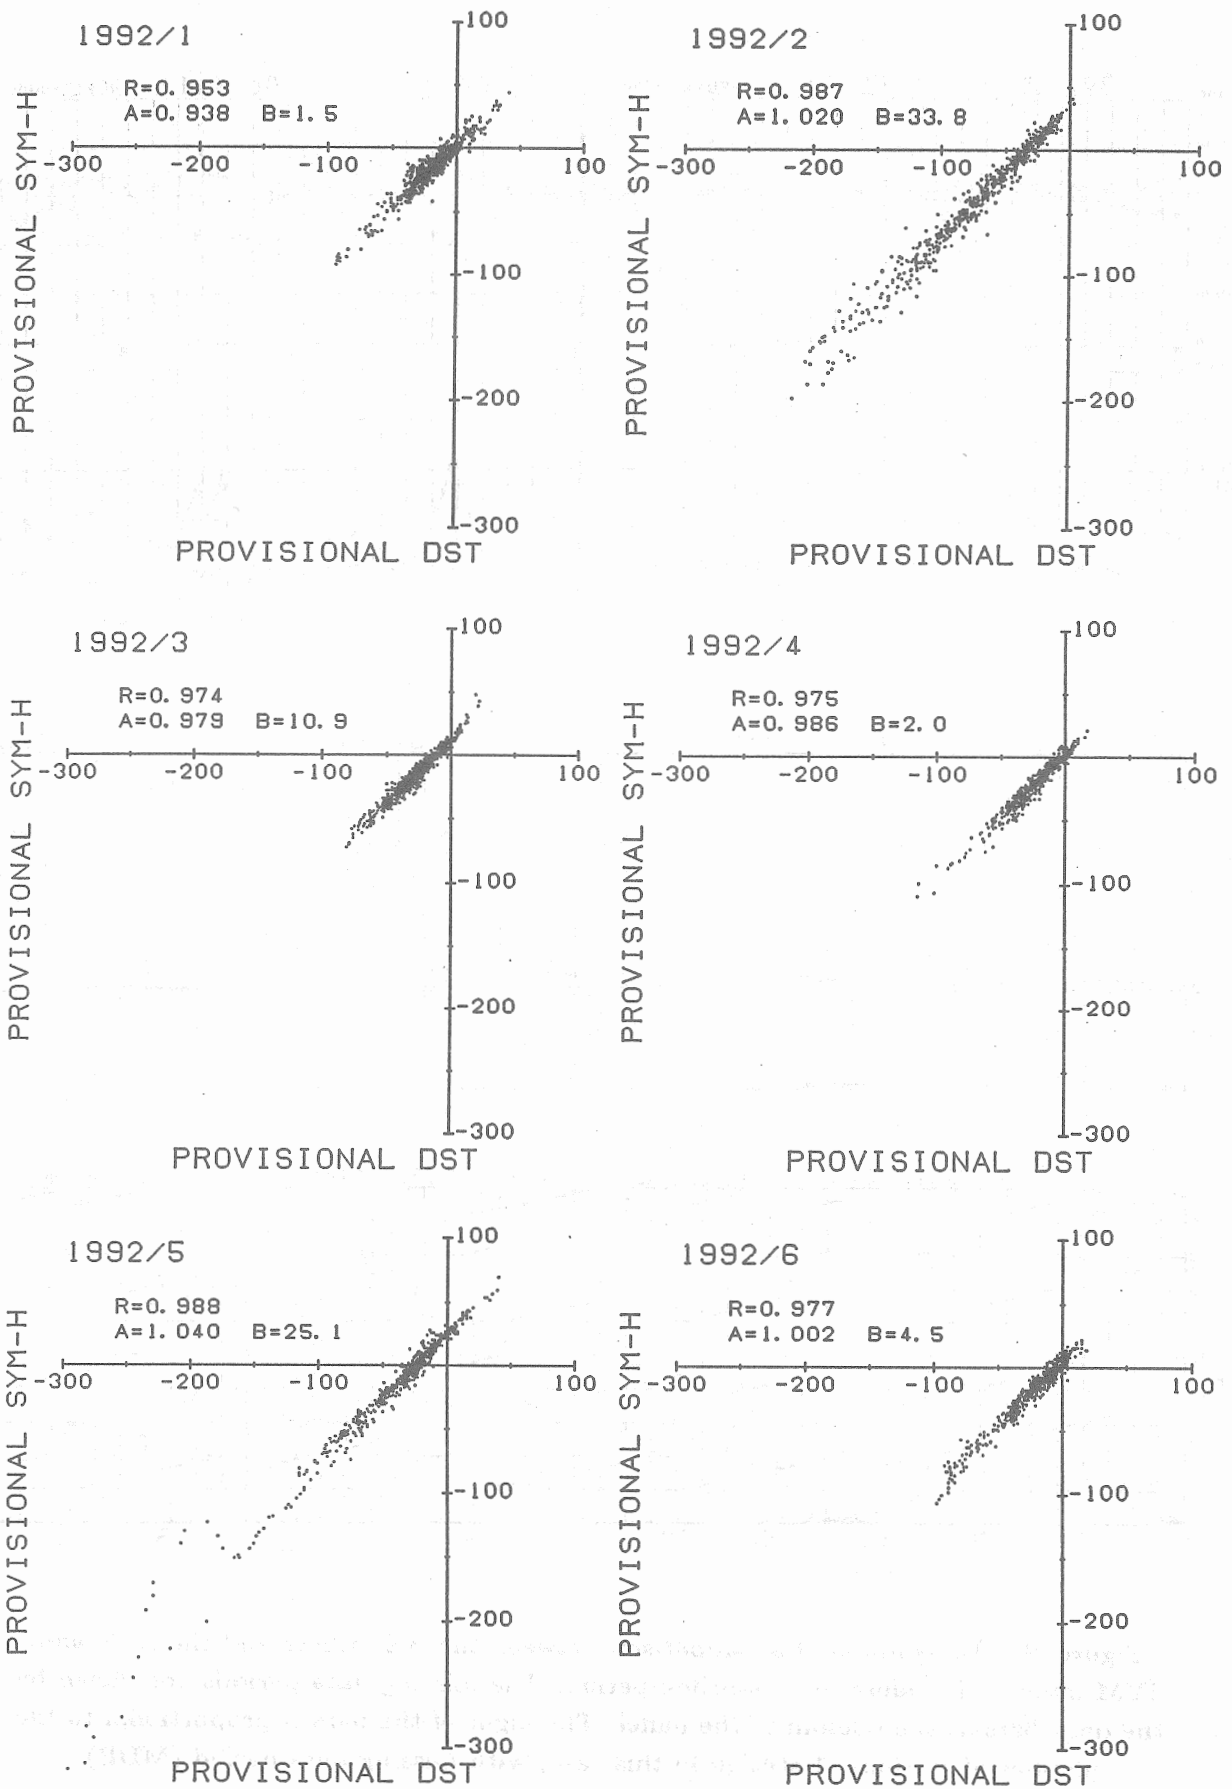 1992/1
R=0. 953
A=0. 938 B=1. 5
100
-300 -200 -100 100
-100
-200
-300
PROVISIONAL SYM-H
PROVISIONAL DST
1992/2
R=0. 987
A=1. 020 B=33. 8
100
-300 -200 -100 100
-100
-200
-300
PROVISIONAL SYM-H
PROVISIONAL DST
1992/3
R=0. 974
A=0. 979 B=10. 9
100
-300 -200 -100 100
-100
-200
-300
PROVISIONAL SYM-H
PROVISIONAL DST
1992/4
R=0. 975
A=0. 986 B=2. 0
100
-300 -200 -100 100
-100
-200
-300
PROVISIONAL SYM-H
PROVISIONAL DST
1992/5
R=0. 988
A=1. 040 B=25. 1
100
-300 -200 -100 100
-100
-200
-300
PROVISIONAL SYM-H
PROVISIONAL DST
1992/6
R=0. 977
A=1. 002 B=4. 5
100
-300 -200 -100 100
-100
-200
-300
PROVISIONAL SYM-H
PROVISIONAL DST